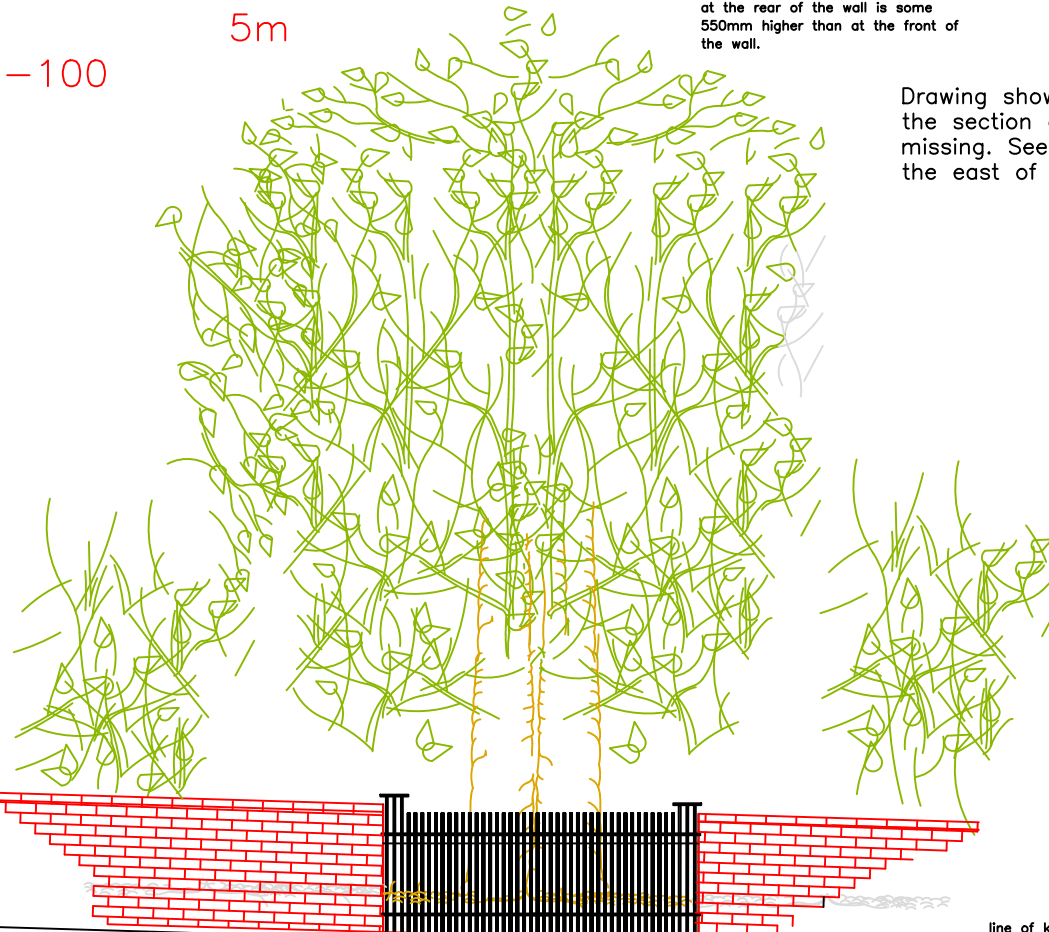 at the rear of the wall is some
550mm higher than at the front of
the wall.
5m
-100
Drawing show
the section
missing. See
the east of
line of k